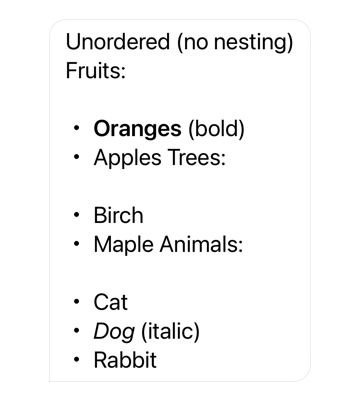 Unordered (no nesting)
Fruits:
• Oranges (bold)
• Apples Trees:
• Birch
• Maple Animals:
• Cat
• Dog (italic)
• Rabbit